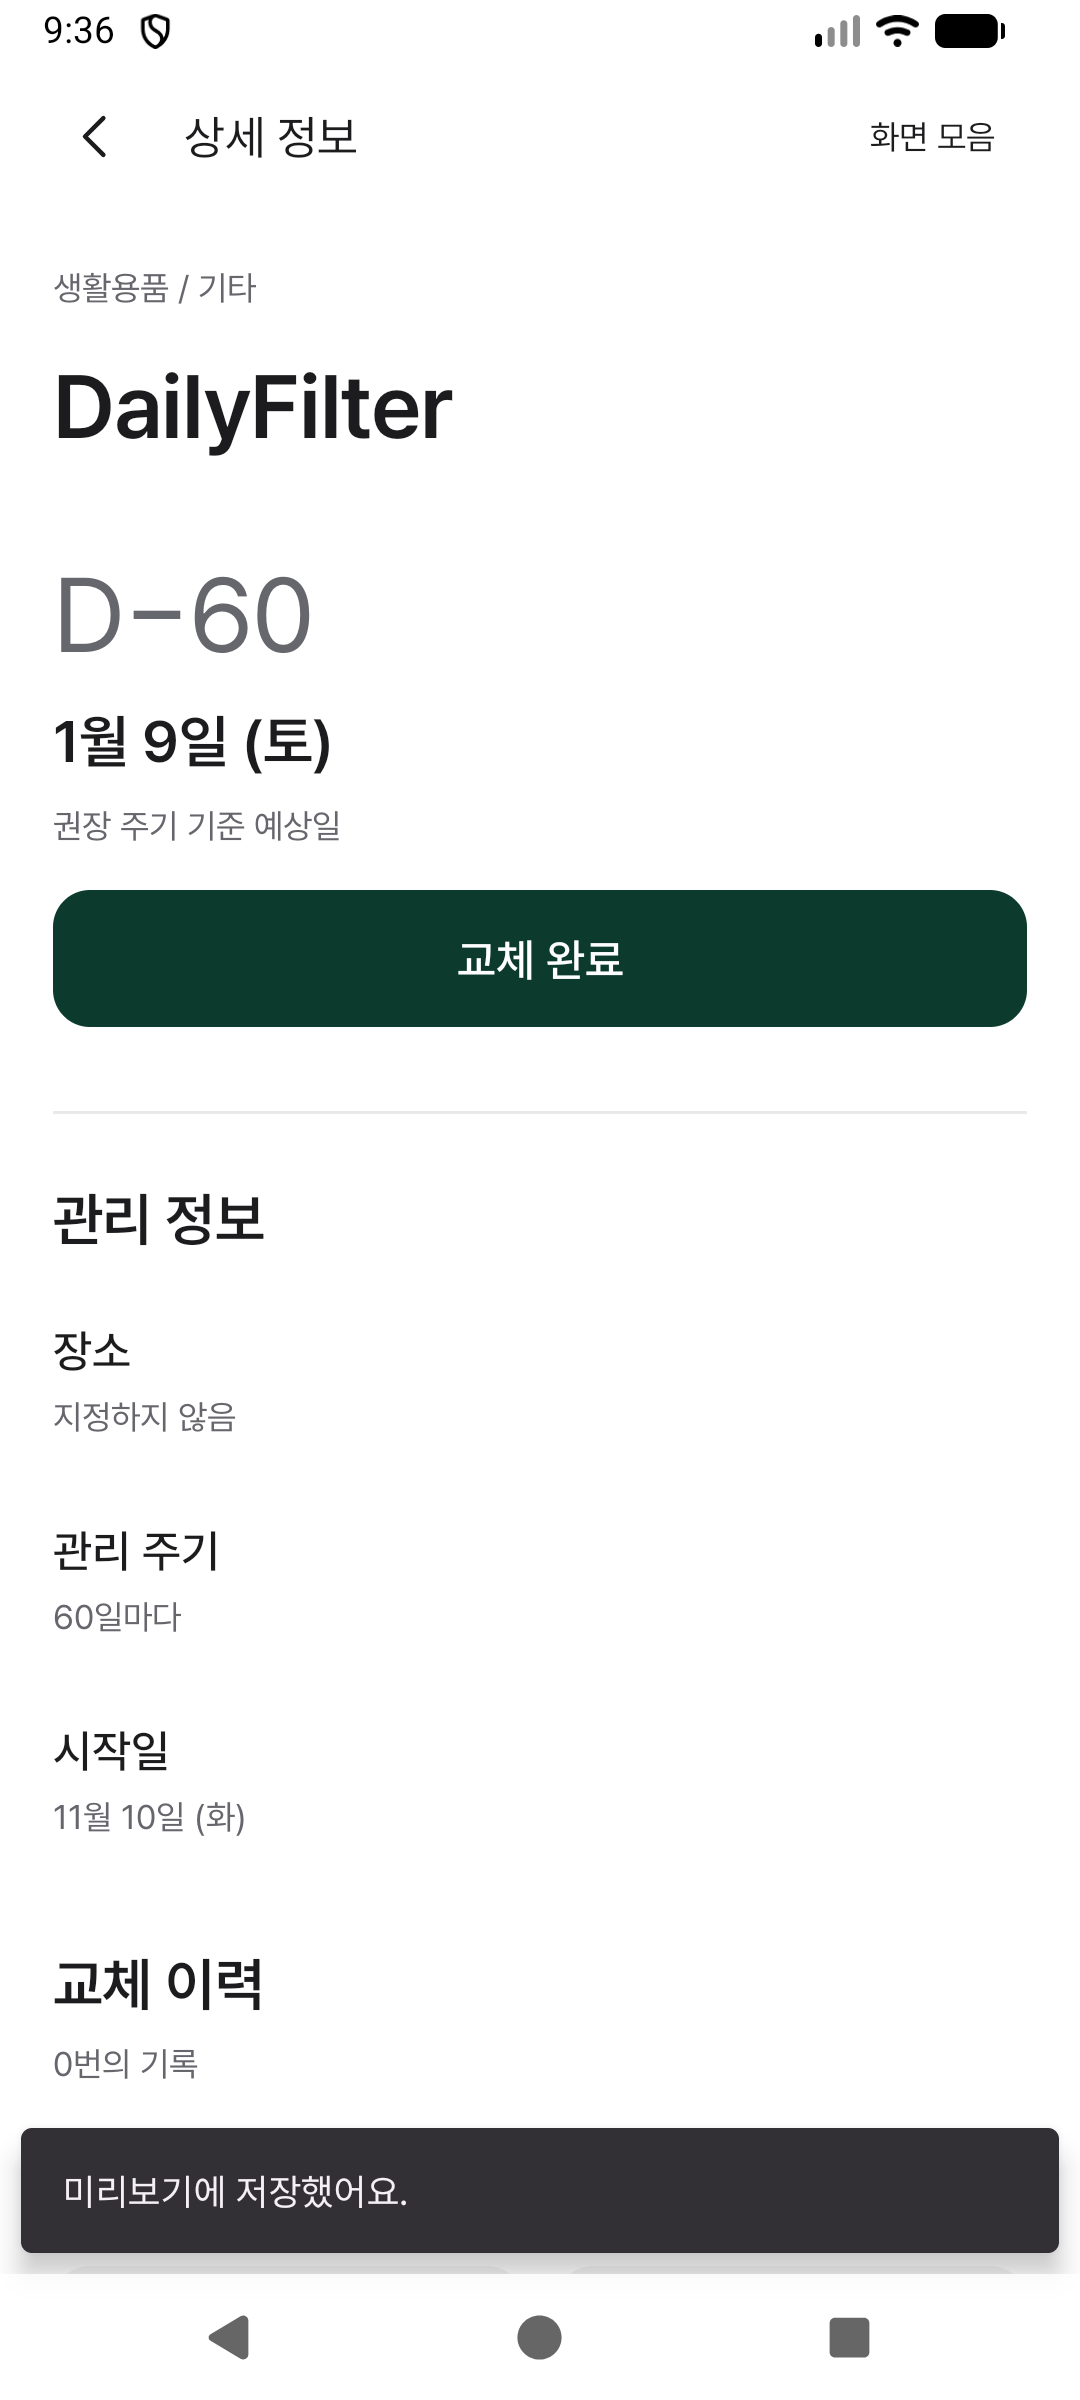 9:36
상세 정보
화면 모음
생활용품 / 기타
DailyFilter
D-60
1월 9일 (토)
권장 주기 기준 예상일
교체 완료
관리 정보
장소
지정하지 않음
관리 주기
60일마다
시작일
11월 10일 (화)
교체 이력
0번의 기록
미리보기에 저장했어요.